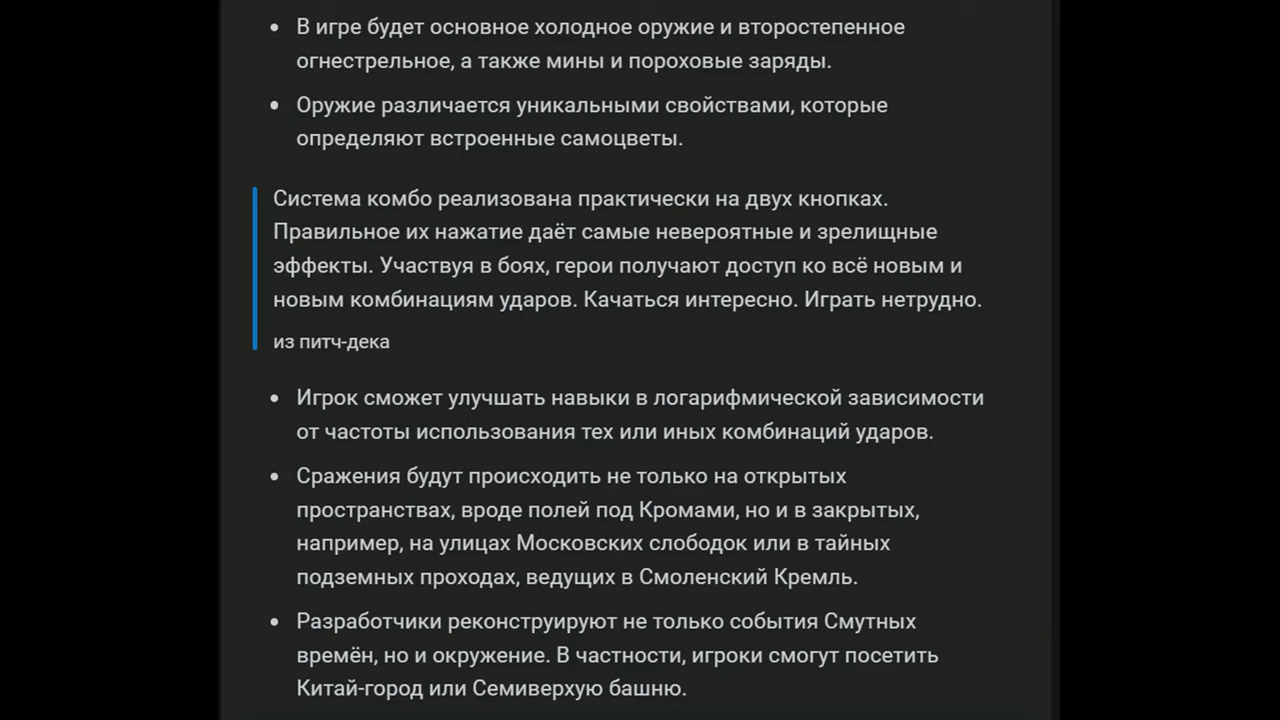 В игре будет основное холодное оружие и второстепенное
огнестрельное, а также мины и пороховые заряды.
Оружие различается уникальными свойствами, которые
определяют встроенные самоцветы.
Система комбо реализована практически на двух кнопках.
Правильное их нажатие даёт самые невероятные и зрелищные
эффекты. Участвуя в боях, герои получают доступ ко всё новым и
новым комбинациям ударов. Качаться интересно. Играть нетрудно.
из питч-дека
Игрок сможет улучшать навыки в логарифмической зависимости
от частоты использования тех или иных комбинаций ударов.
Сражения будут происходить не только на открытых
пространствах, вроде полей под Кромами, но и в закрытых,
например, на улицах Московских слободок или в тайных
подземных проходах, ведущих в Смоленский Кремль.
Разработчики реконструируют не только события Смутных
времён, но и окружение. В частности, игроки смогут посетить
Китай-город или Семиверхую башню.